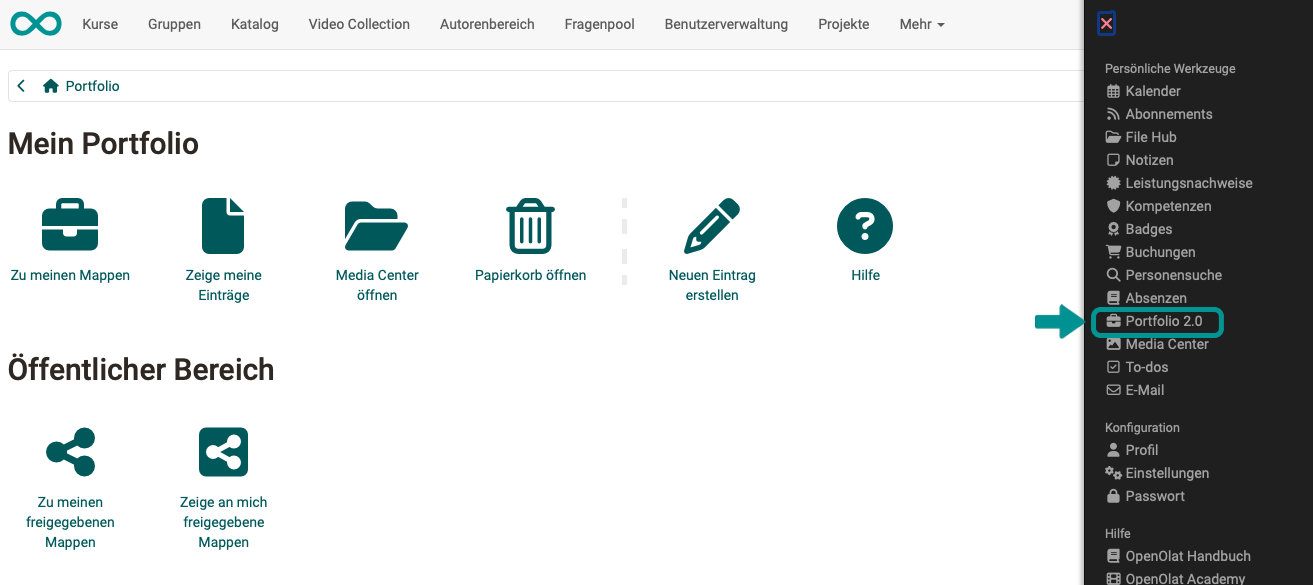 Kurse Gruppen Katalog Video Collection Autorenbereich Fragenpool Benutzerverwaltung Projekte Mehr
Portfolio
Mein Portfolio
Zu meinen Mappen
Zeige meine
Einträge
Media Center
öffnen
Papierkorb öffnen
Neuen Eintrag
erstellen
?
Hilfe
Öffentlicher Bereich
Zu meinen
freigegebenen
Mappen
Zeige an mich
freigegebene
Mappen
Persönliche Werkzeuge
Kalender
Abonnements
File Hub
Notizen
Leistungsnachweise
Kompetenzen
Badges
Buchungen
Personensuche
Absenzen
Portfolio 2.0
Media Center
To-dos
E-Mail
Konfiguration
Profil
Einstellungen
Passwort
Hilfe
OpenOlat Handbuch
OpenOlat Academy